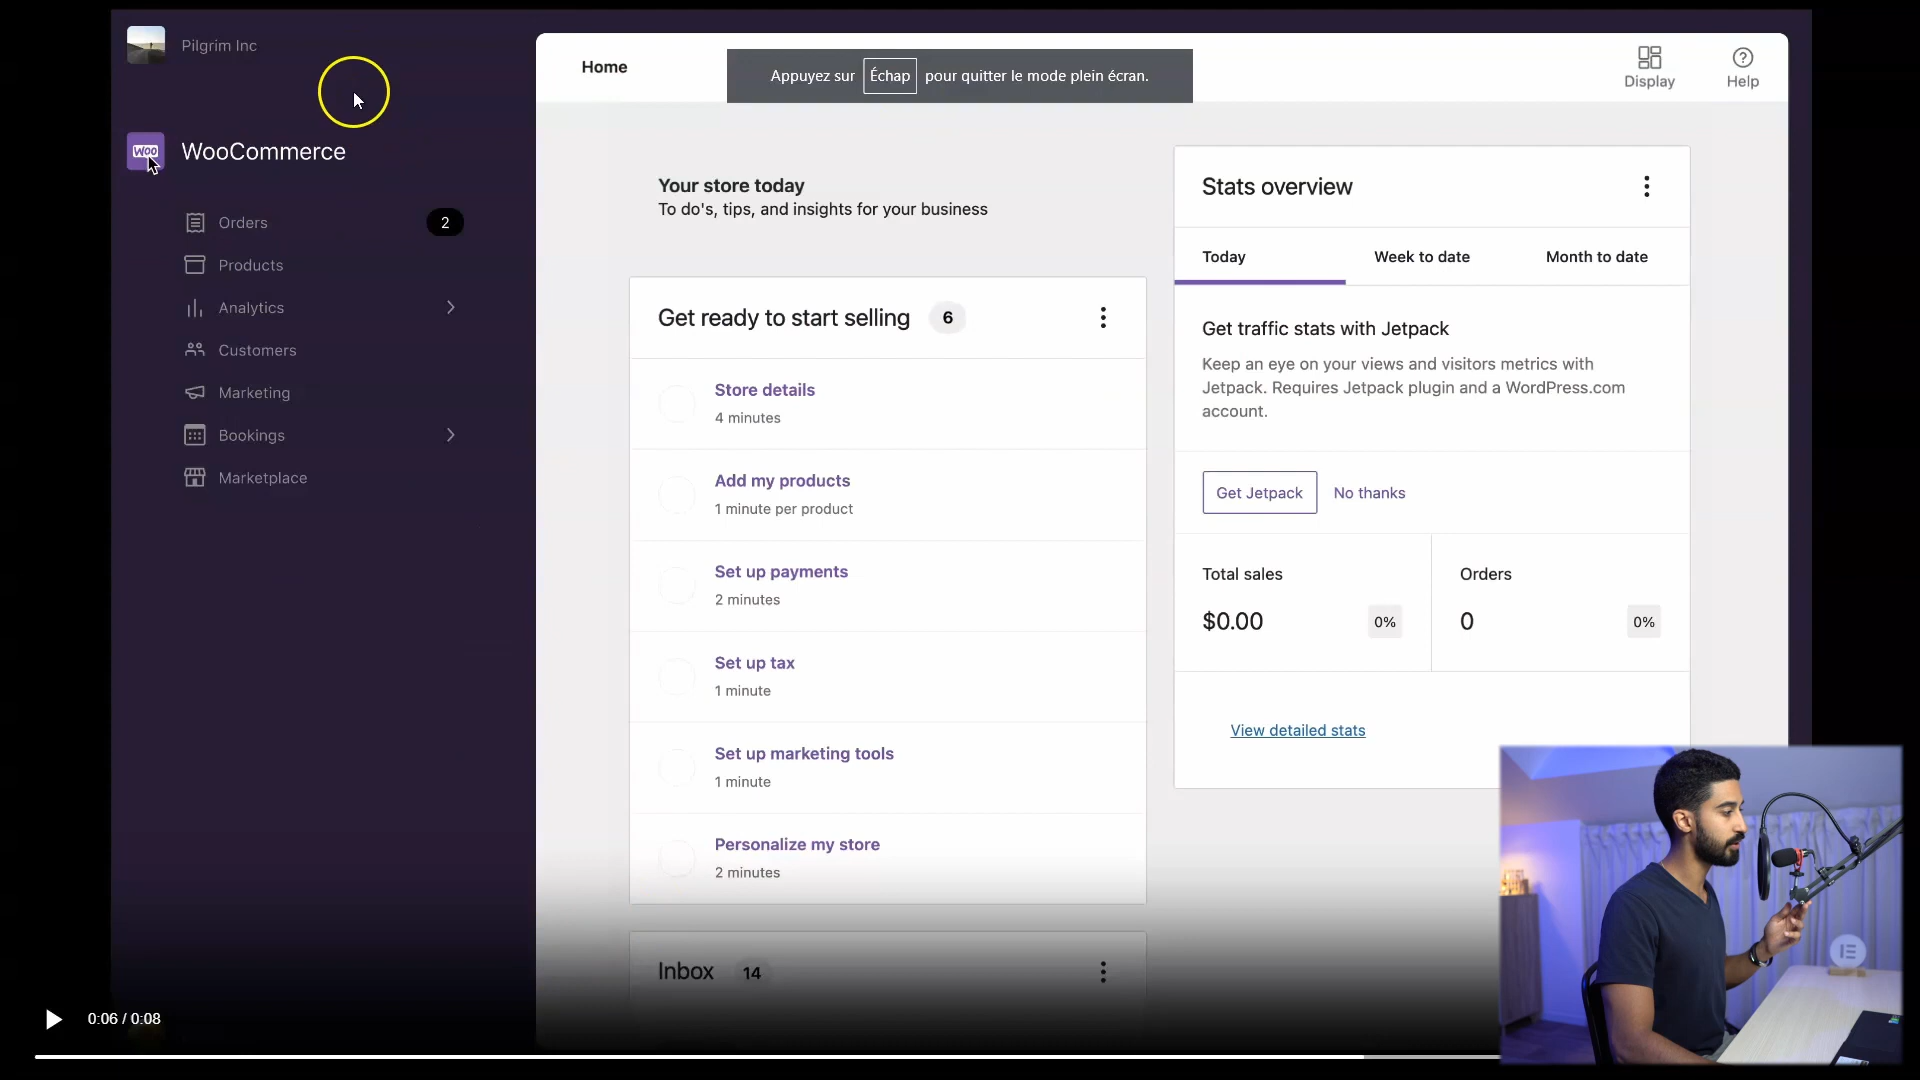 Pilgrim Inc
Home
Appuyez sur Échap pour quitter le mode plein écran.
Display
Help
Woo
WooCommerce
Orders 2
Products
Analytics
Customers
Marketing
Bookings
Marketplace
Your store today
To do's, tips, and insights for your business
Get ready to start selling 6
Store details
4 minutes
Add my products
1 minute per product
Set up payments
2 minutes
Set up tax
1 minute
Set up marketing tools
1 minute
Personalize my store
2 minutes
Inbox 14
Stats overview
Today Week to date Month to date
Get traffic stats with Jetpack
Keep an eye on your views and visitors metrics with
Jetpack. Requires Jetpack plugin and a WordPress.com
account.
Get Jetpack No thanks
Total sales Orders
$0.00 0% 0 0%
View detailed stats
0:06 / 0:08